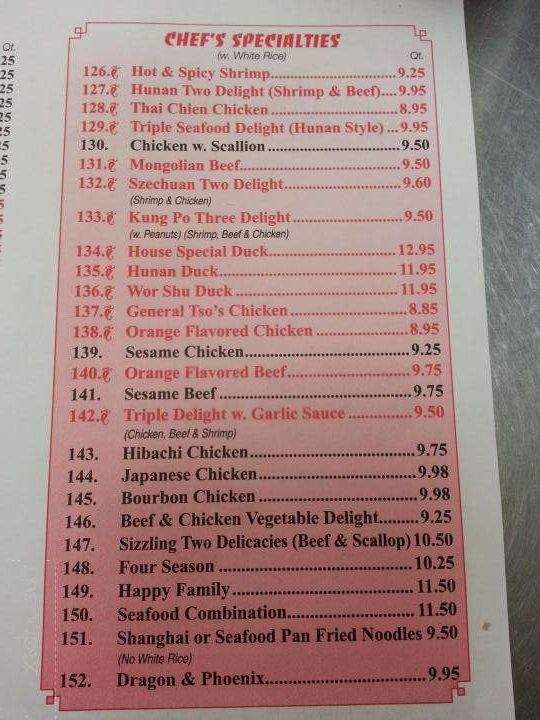 CHEF'S SPECIALTIES
(w. White Rice)
Qt. Qt.
126. Hot & Spicy Shrimp 9.25
127. Hunan Two Delight (Shrimp & Beef) 9.95
128. Thai Chien Chicken 8.95
129. Triple Seafood Delight (Hunan Style) 9.95
130. Chicken w. Scallion 9.50
131. Mongolian Beef 9.50
132. Szechuan Two Delight 9.60
(Shrimp & Chicken)
133. Kung Po Three Delight 9.50
(w. Peanuts) (Shrimp, Beef & Chicken)
134. House Special Duck 12.95
135. Hunan Duck 11.95
136. Wor Shu Duck 11.95
137. General Tso's Chicken 8.85
138. Orange Flavored Chicken 8.95
139. Sesame Chicken 9.25
140. Orange Flavored Beef 9.75
141. Sesame Beef 9.75
142. Triple Delight w. Garlic Sauce 9.50
(Chicken, Beef & Shrimp)
143. Hibachi Chicken 9.75
144. Japanese Chicken 9.98
145. Bourbon Chicken 9.98
146. Beef & Chicken Vegetable Delight 9.25
147. Sizzling Two Delicacies (Beef & Scallop) 10.50
148. Four Season 10.25
149. Happy Family 11.50
150. Seafood Combination 11.50
151. Shanghai or Seafood Pan Fried Noodles 9.50
(No White Rice)
152. Dragon & Phoenix 9.95